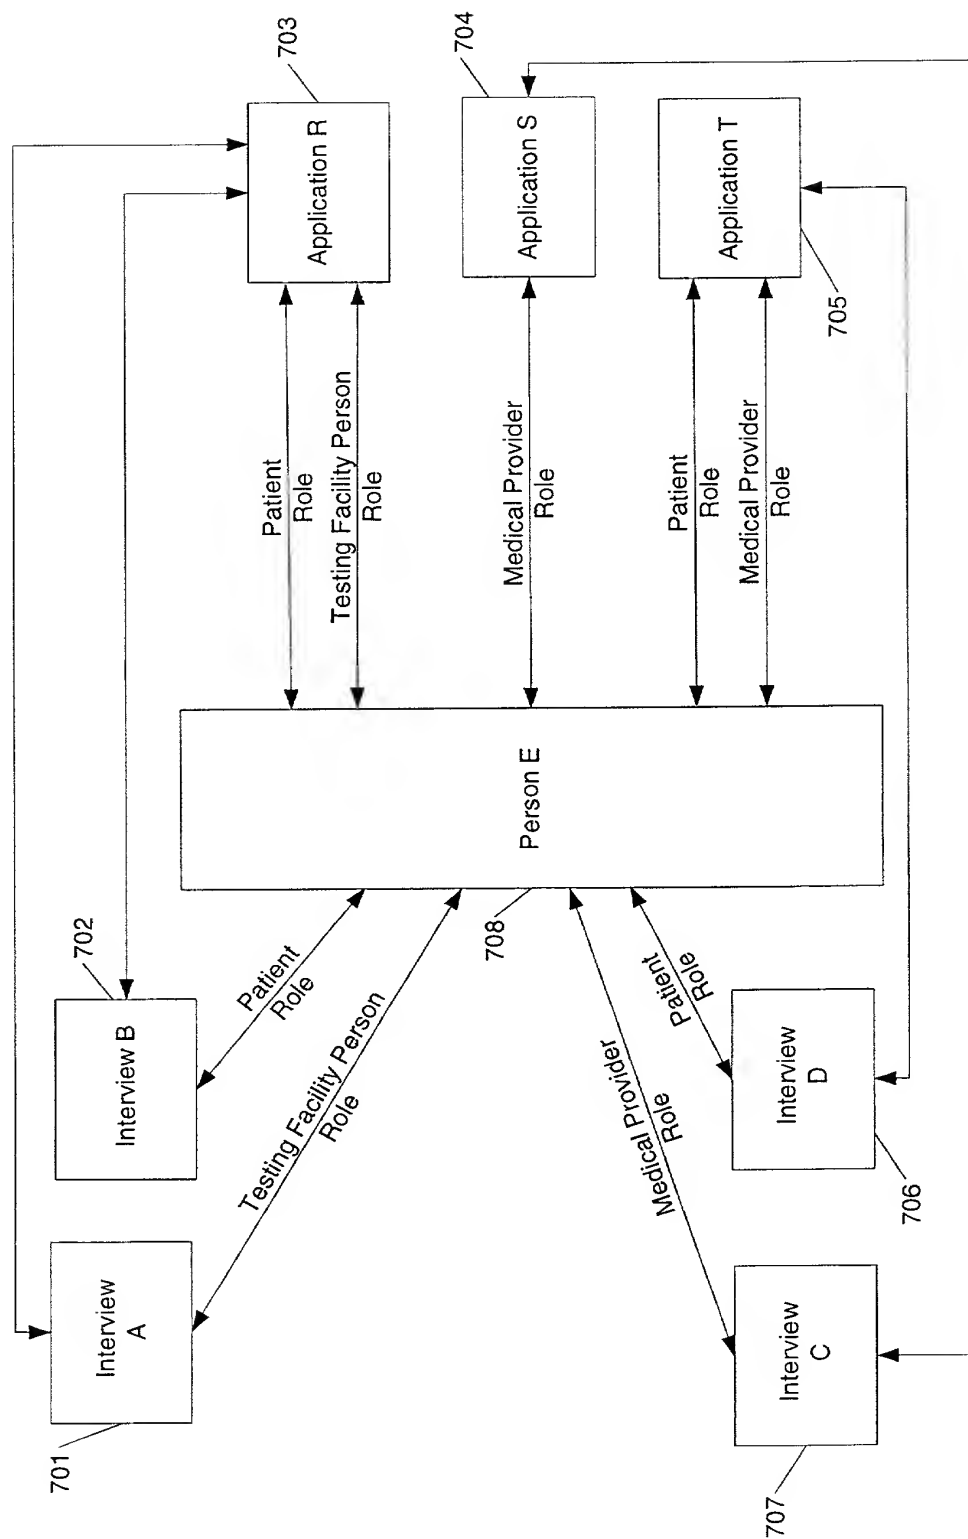 701
Interview
A
702
Interview B
Testing Facility Person
Role
Patient
Role
Person E
708
Patient
Role
Testing Facility Person
Role
703
Application R
Medical Provider
Role
704
Application S
Patient
Role
Medical Provider
Role
705
Application T
707
Interview
C
706
Interview
D
Medical Provider
Role
Patient
Role